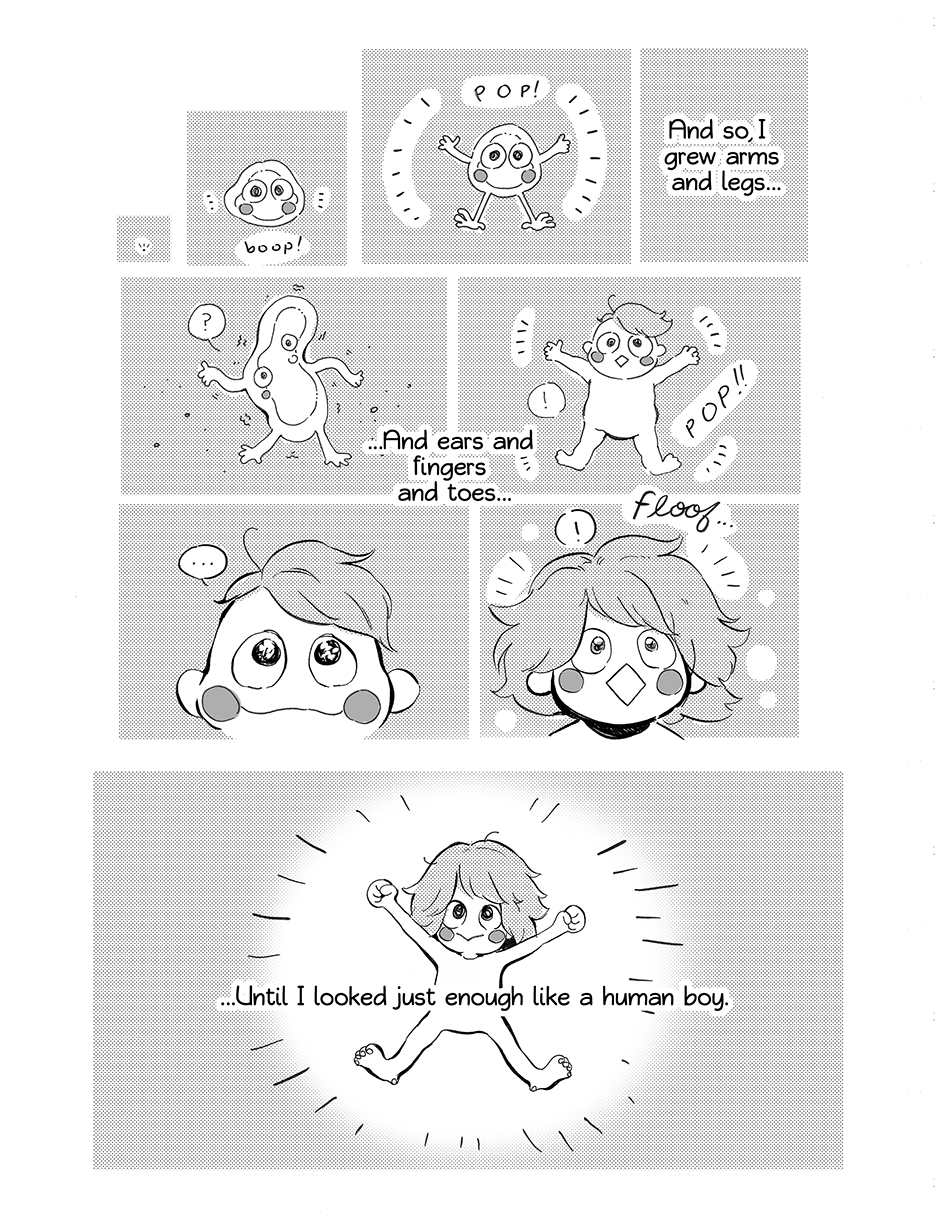 boop!
POP!
And so, I
grew arms
and legs...
?
!
POP!!
...And ears and
fingers
and toes...
...
!
floof...
...Until I looked just enough like a human boy.